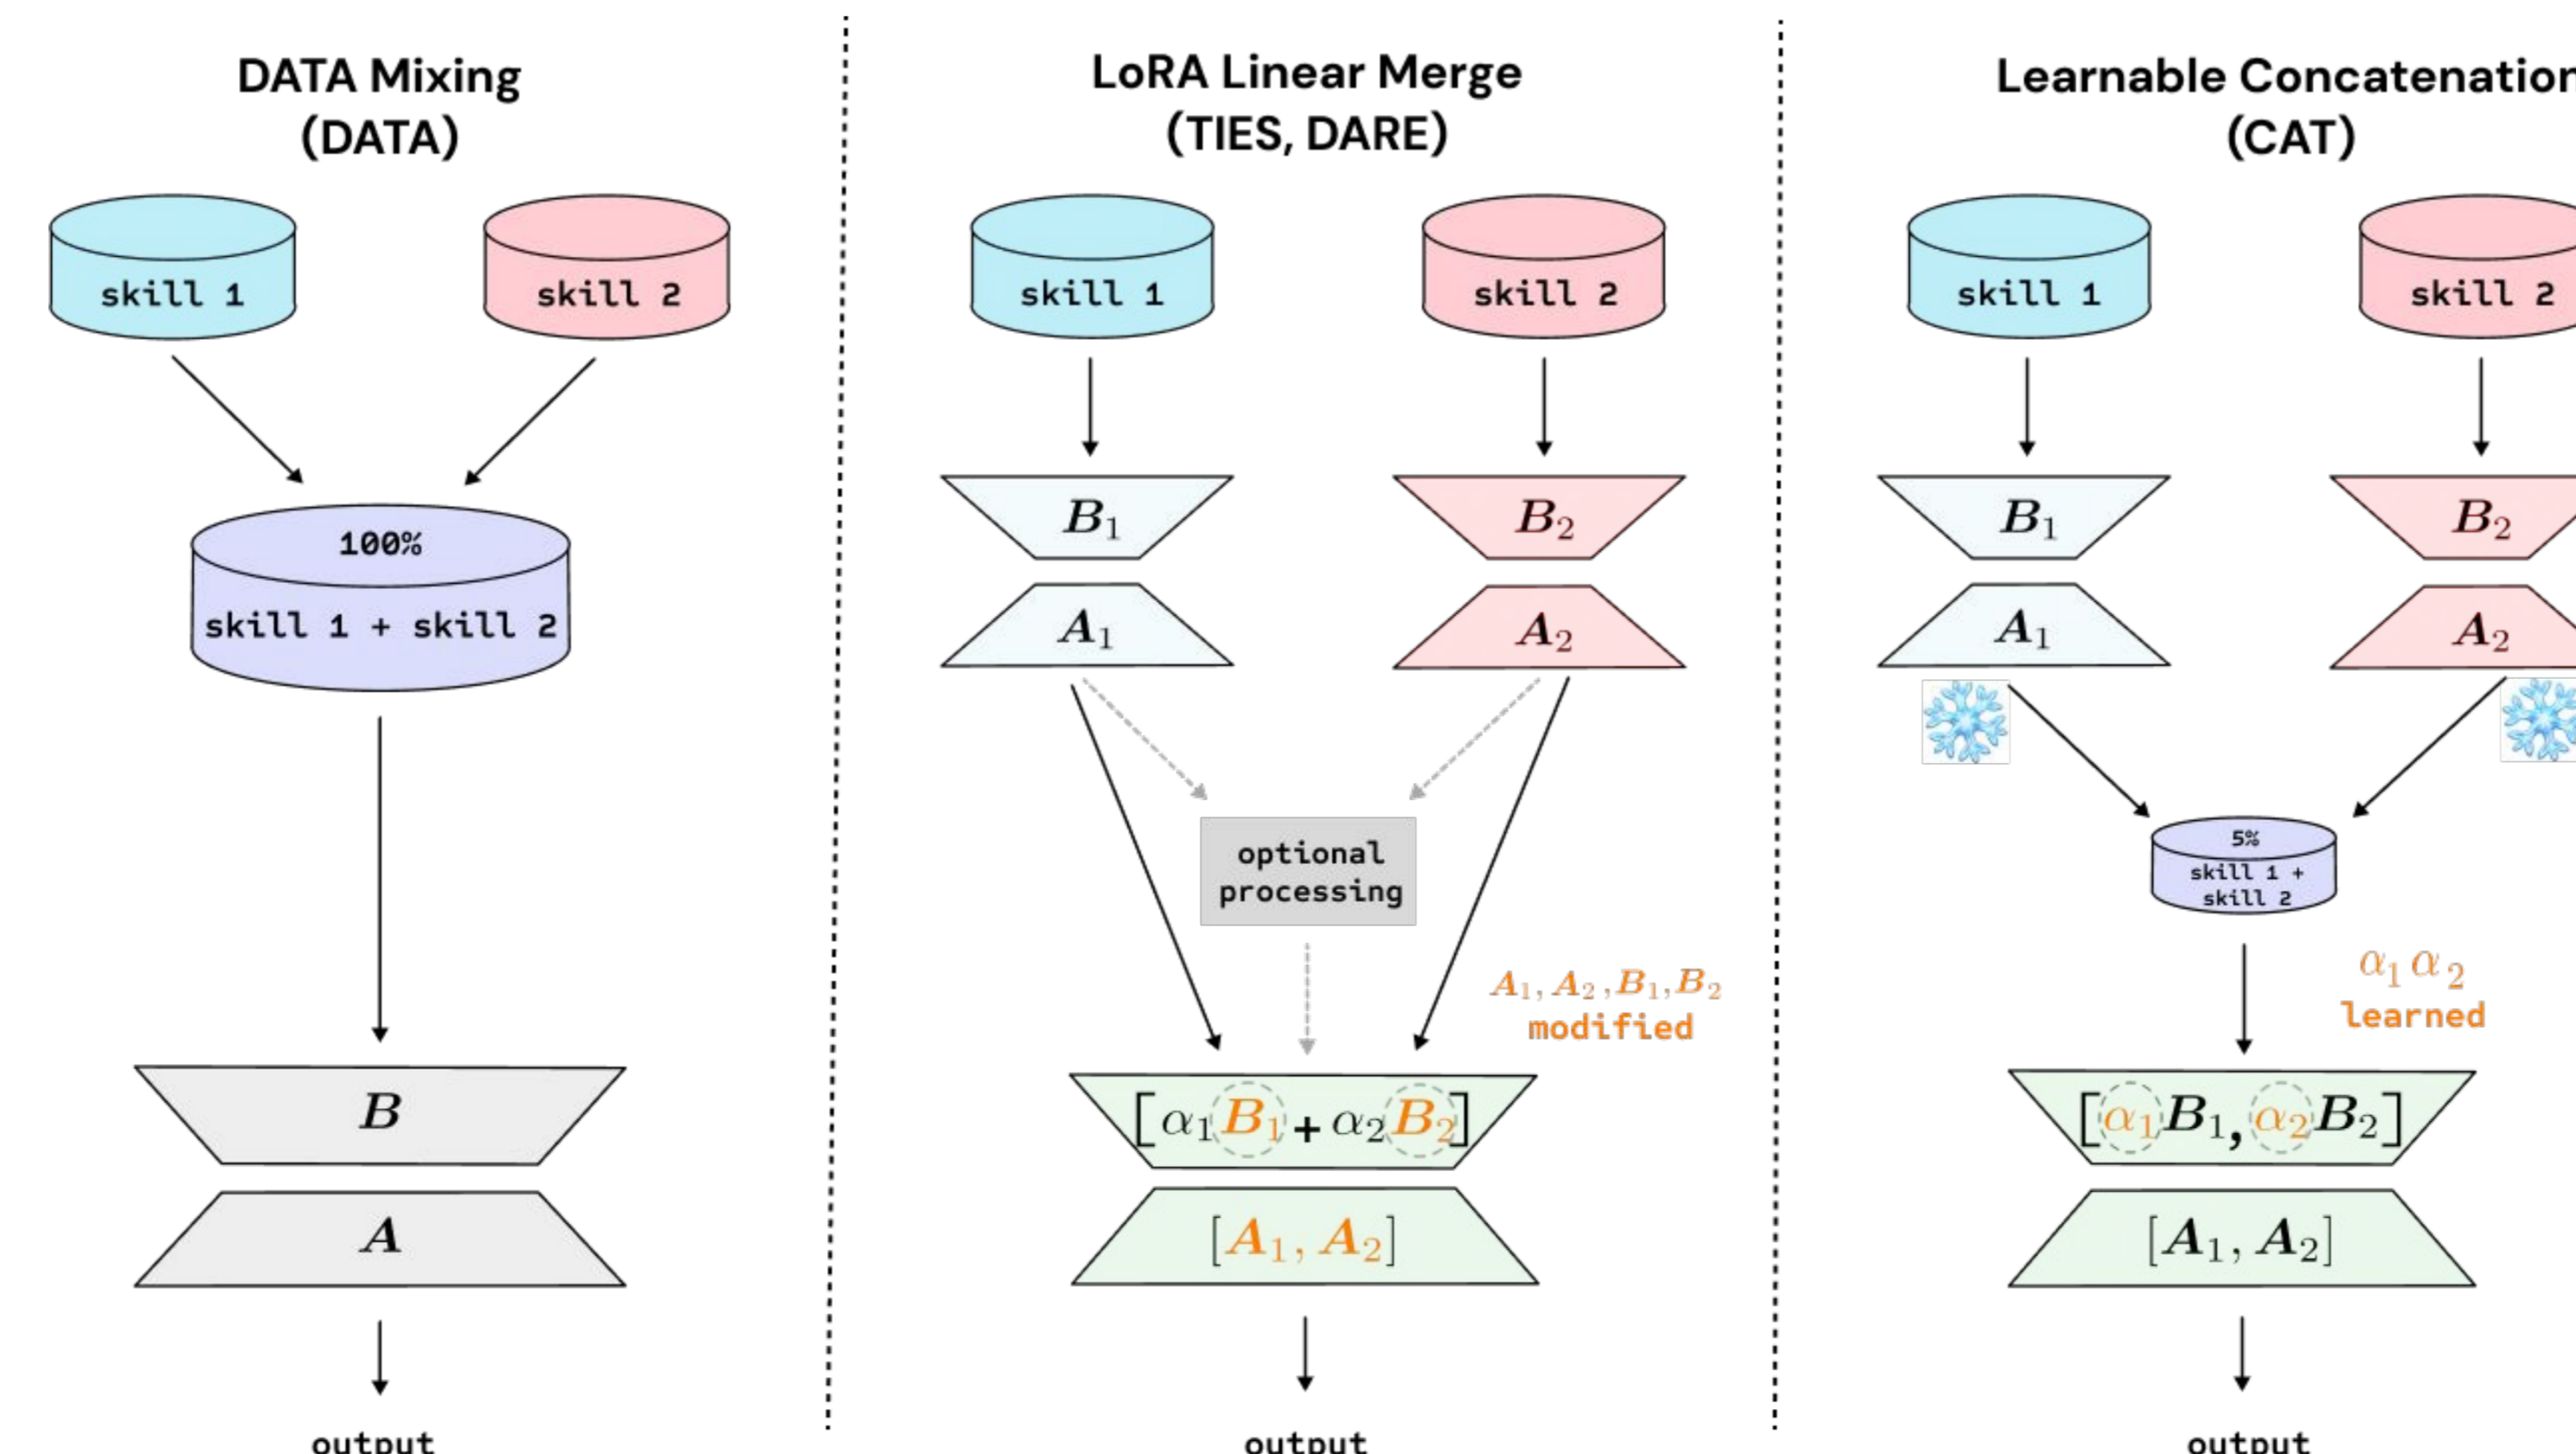 DATA Mixing
(DATA)
skill 1
skill 2
100%
skill 1 + skill 2
B
A
output
LoRA Linear Merge
(TIES, DARE)
skill 1
skill 2
B₁
B₂
A₁
A₂
optional
processing
A₁, A₂, B₁, B₂
modified
[α₁B₁ + α₂B₂]
[A₁, A₂]
output
Learnable Concatenation
(CAT)
skill 1
skill 2
B₁
B₂
A₁
A₂
5%
skill 1 +
skill 2
α₁ α₂
learned
[α₁B₁, α₂B₂]
[A₁, A₂]
output